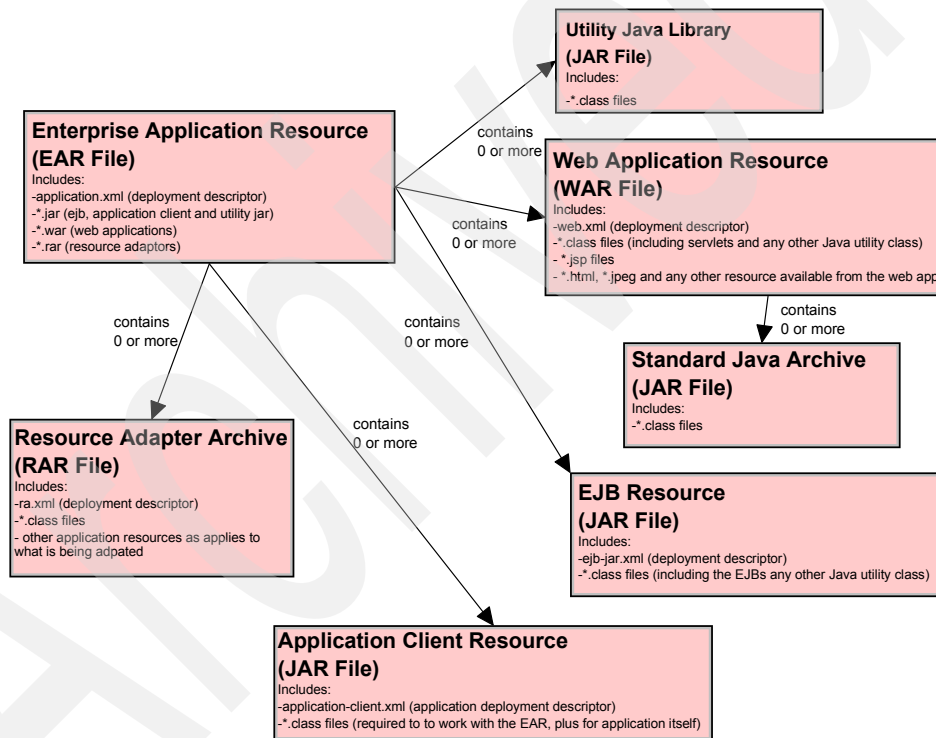 Utility Java Library
(JAR File)
Includes:
-*.class files
Enterprise Application Resource
(EAR File)
Includes:
-application.xml (deployment descriptor)
-*.jar (ejb, application client and utility jar)
-*.war (web applications)
-*.rar (resource adaptors)
contains
0 or more
Web Application Resource
(WAR File)
Includes:
-web.xml (deployment descriptor)
-*.class files (including servlets and any other Java utility class)
- *.jsp files
- *.html, *.jpeg and any other resource available from the web app
contains
0 or more
contains
0 or more
contains
0 or more
contains
0 or more
Standard Java Archive
(JAR File)
Includes:
-*.class files
Resource Adapter Archive
(RAR File)
Includes:
-ra.xml (deployment descriptor)
-*.class files
- other application resources as applies to
what is being adpated
contains
0 or more
EJB Resource
(JAR File)
Includes:
-ejb-jar.xml (deployment descriptor)
-*.class files (including the EJBs any other Java utility class)
Application Client Resource
(JAR File)
Includes:
-application-client.xml (application deployment descriptor)
-*.class files (required to to work with the EAR, plus for application itself)
Archived